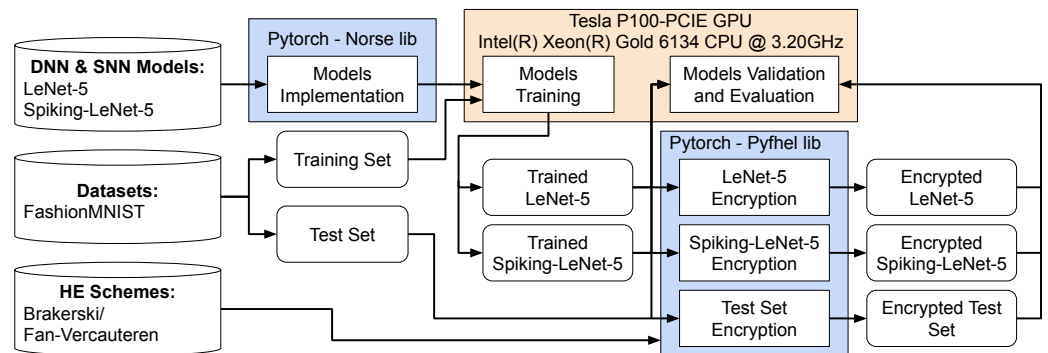 DNN & SNN Models:
LeNet-5
Spiking-LeNet-5
Pytorch - Norse lib
Models
Implementation
Tesla P100-PCIE GPU
Intel(R) Xeon(R) Gold 6134 CPU @ 3.20GHz
Models
Training
Models Validation
and Evaluation
Datasets:
FashionMNIST
Training Set
Test Set
Pytorch - Pyfhel lib
Trained
LeNet-5
LeNet-5
Encryption
Encrypted
LeNet-5
Trained
Spiking-LeNet-5
Spiking-LeNet-5
Encryption
Encrypted
Spiking-LeNet-5
HE Schemes:
Brakerski/
Fan-Vercauteren
Test Set
Encryption
Encrypted Test
Set